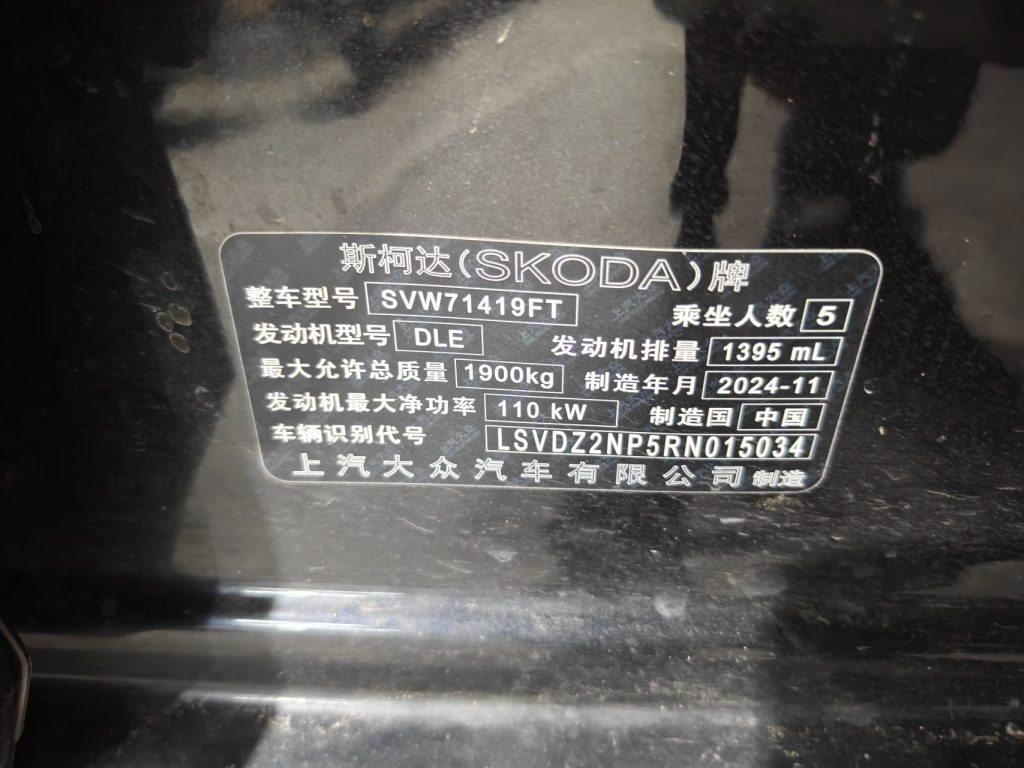 斯柯达(SKODA)牌
整车型号 SVW71419FT 乘坐人数 5
发动机型号 DLE 发动机排量 1395 mL
最大允许总质量 1900kg 制造年月 2024-11
发动机最大净功率 110 kW 制造国 中国
车辆识别代号 LSVDZ2NP5RN015034
上汽大众汽车有限公司 制造